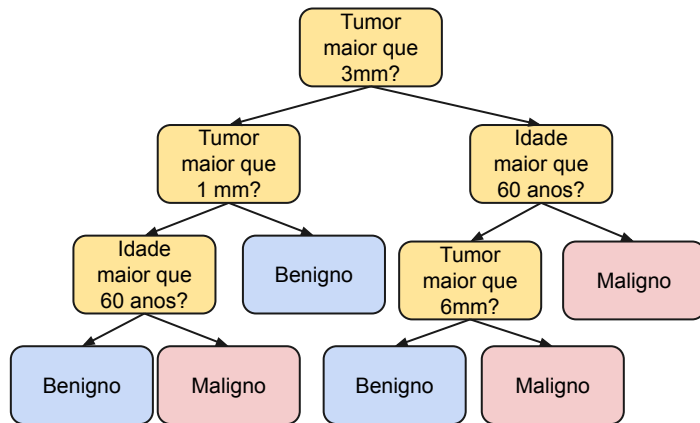 Tumor
maior que
3mm?
Tumor
maior que
1 mm?
Idade
maior que
60 anos?
Idade
maior que
60 anos?
Benigno
Tumor
maior que
6mm?
Maligno
Benigno
Maligno
Benigno
Maligno